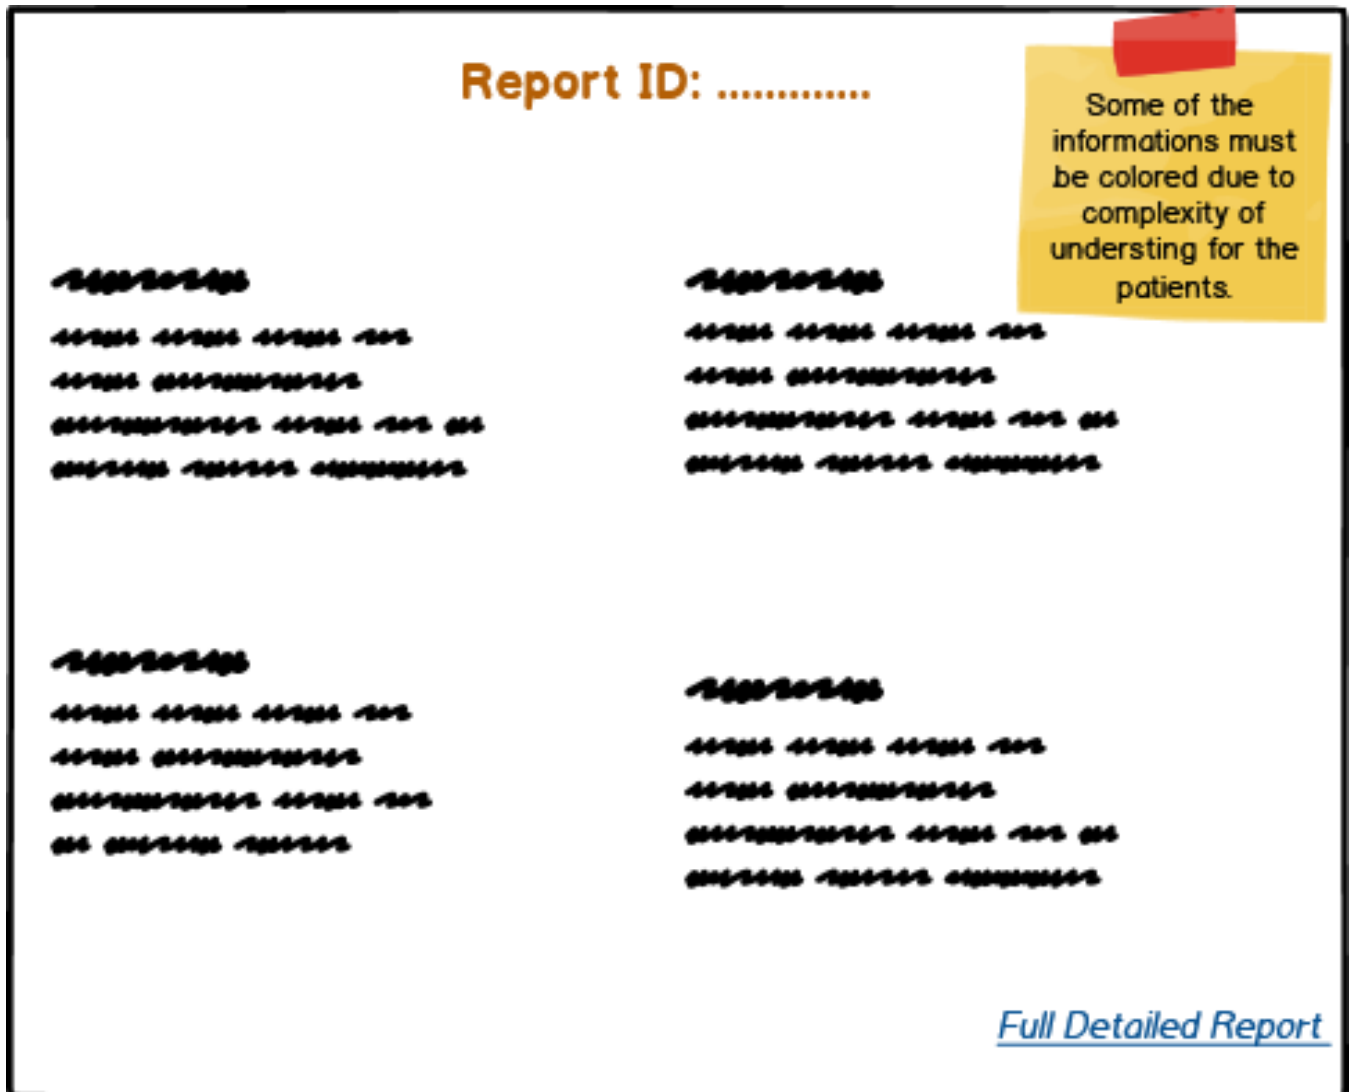 Report ID: .............
Some of the
informations must
be colored due to
complexity of
understing for the
patients.
Full Detailed Report